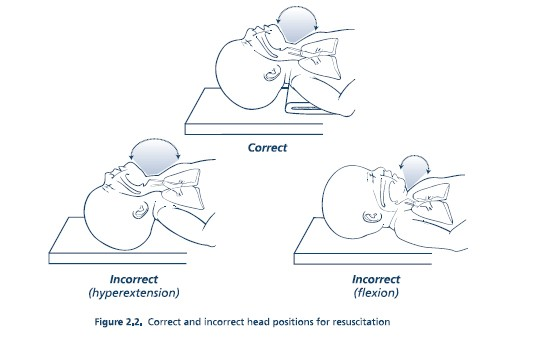 Correct
Incorrect
(hyperextension)
Incorrect
(flexion)
Figure 2,2. Correct and incorrect head positions for resuscitation